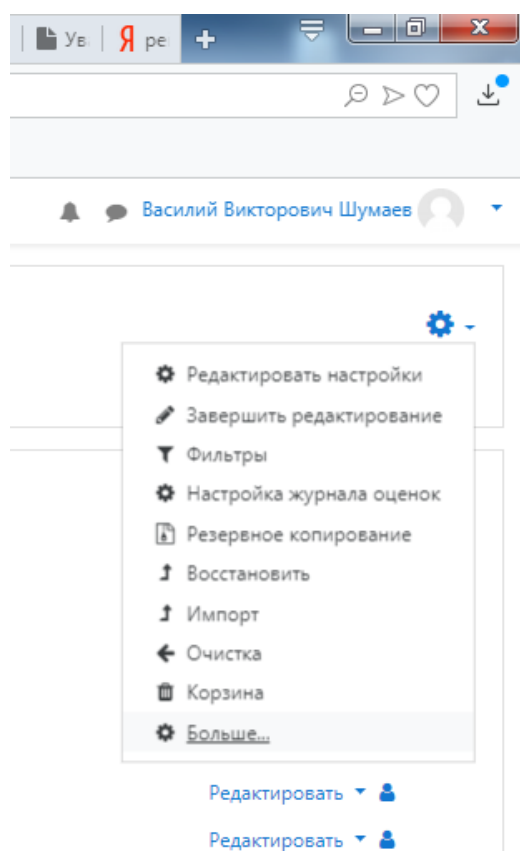 Ув
Я ре
Василий Викторович Шумаев
Редактировать настройки
Завершить редактирование
Фильтры
Настройка журнала оценок
Резервное копирование
Восстановить
Импорт
Очистка
Корзина
Больше...
Редактировать
Редактировать